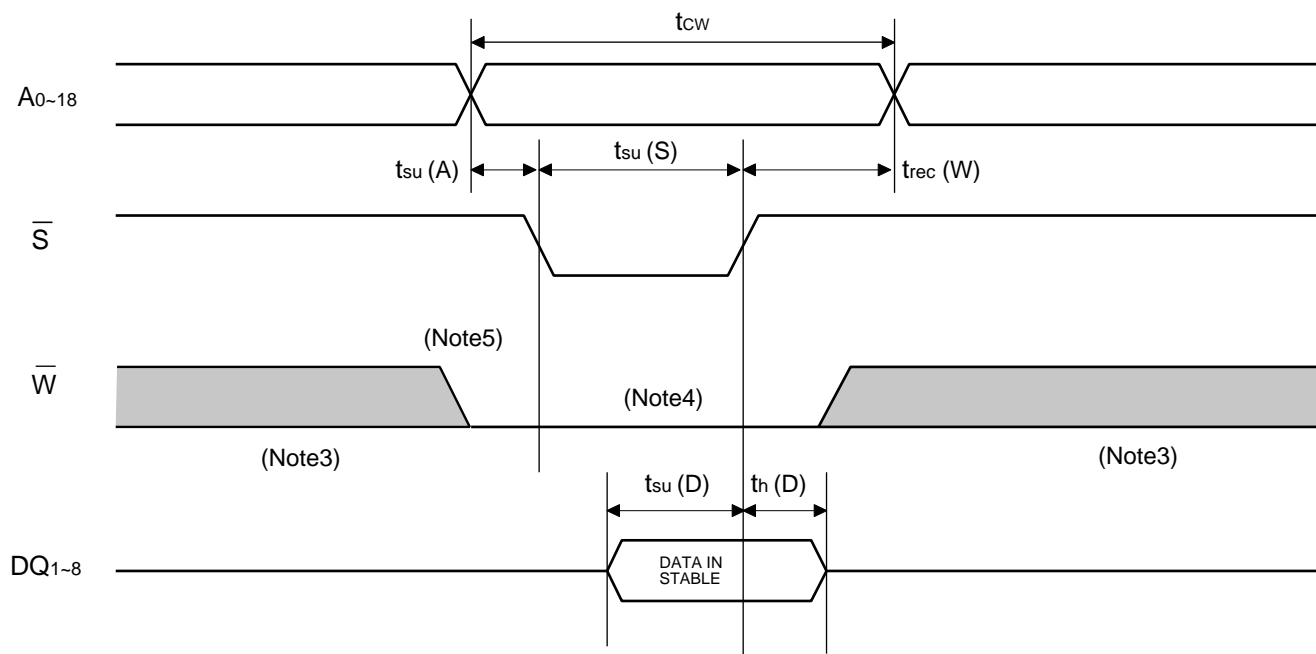 tCW
A0~18
tsu (A)
tsu (S)
trec (W)
S̅
(Note5)
W̅
(Note4)
(Note3)
(Note3)
tsu (D)
th (D)
DQ1~8
DATA IN
STABLE